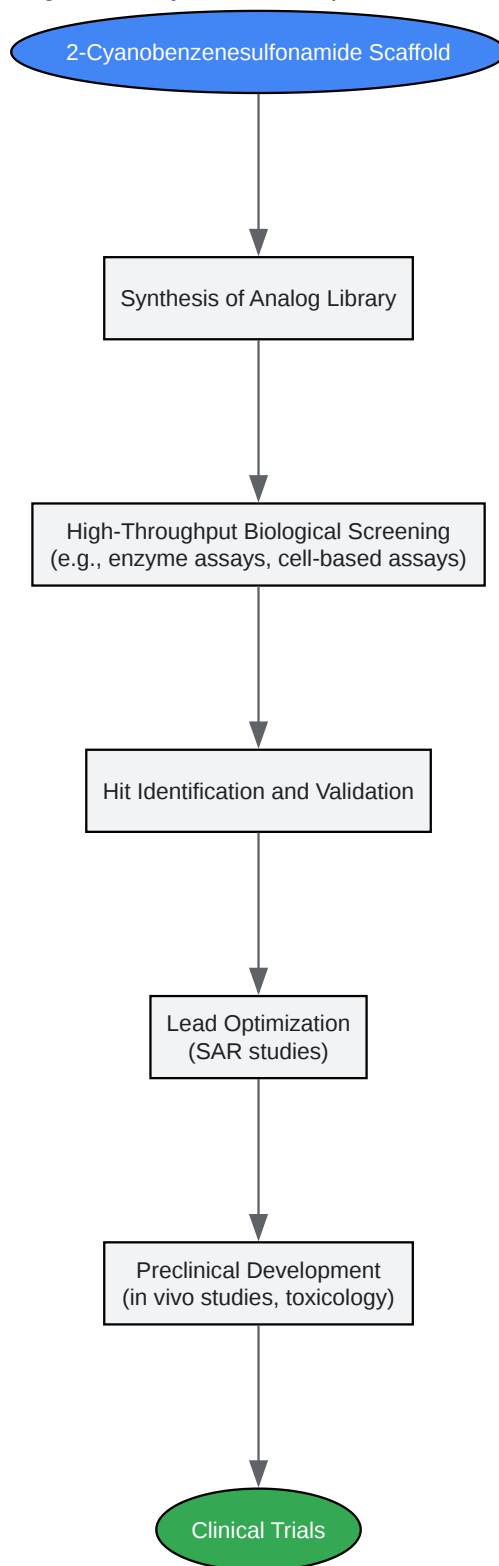 2-Cyanobenzenesulfonamide Scaffold
Synthesis of Analog Library
High-Throughput Biological Screening
(e.g., enzyme assays, cell-based assays)
Hit Identification and Validation
Lead Optimization
(SAR studies)
Preclinical Development
(in vivo studies, toxicology)
Clinical Trials